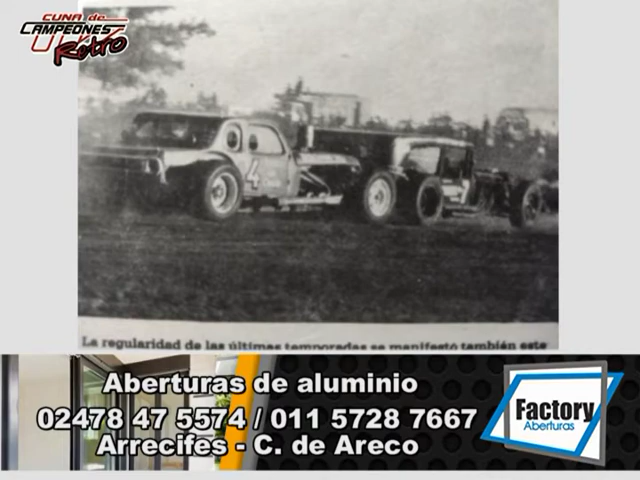 CUNA de
CAMPEONES
Retro
4
La regularidad de las últimas temporadas se manifestó también este
Aberturas de aluminio
02478 47 5574 / 011 5728 7667
Arrecifes - C. de Areco
Factory
Aberturas